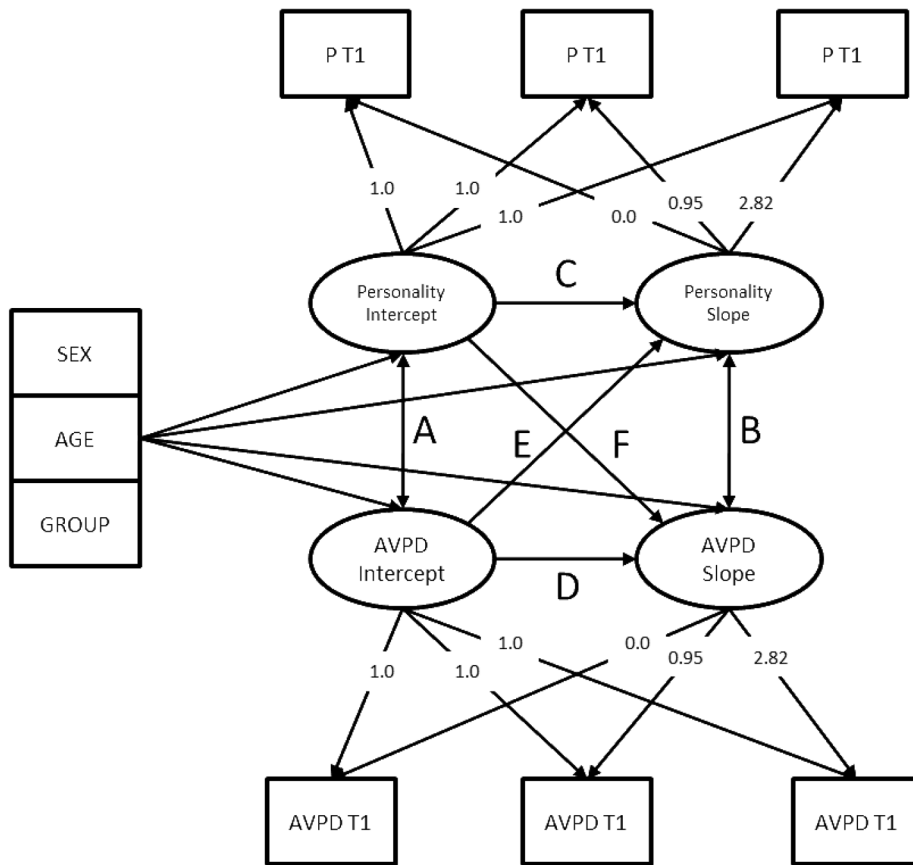 P T1
P T1
P T1
1.0
1.0
1.0
0.0
0.95
2.82
Personality
Intercept
C
Personality
Slope
SEX
AGE
GROUP
A
E
F
B
AVPD
Intercept
D
AVPD
Slope
1.0
1.0
1.0
0.0
0.95
2.82
AVPD T1
AVPD T1
AVPD T1